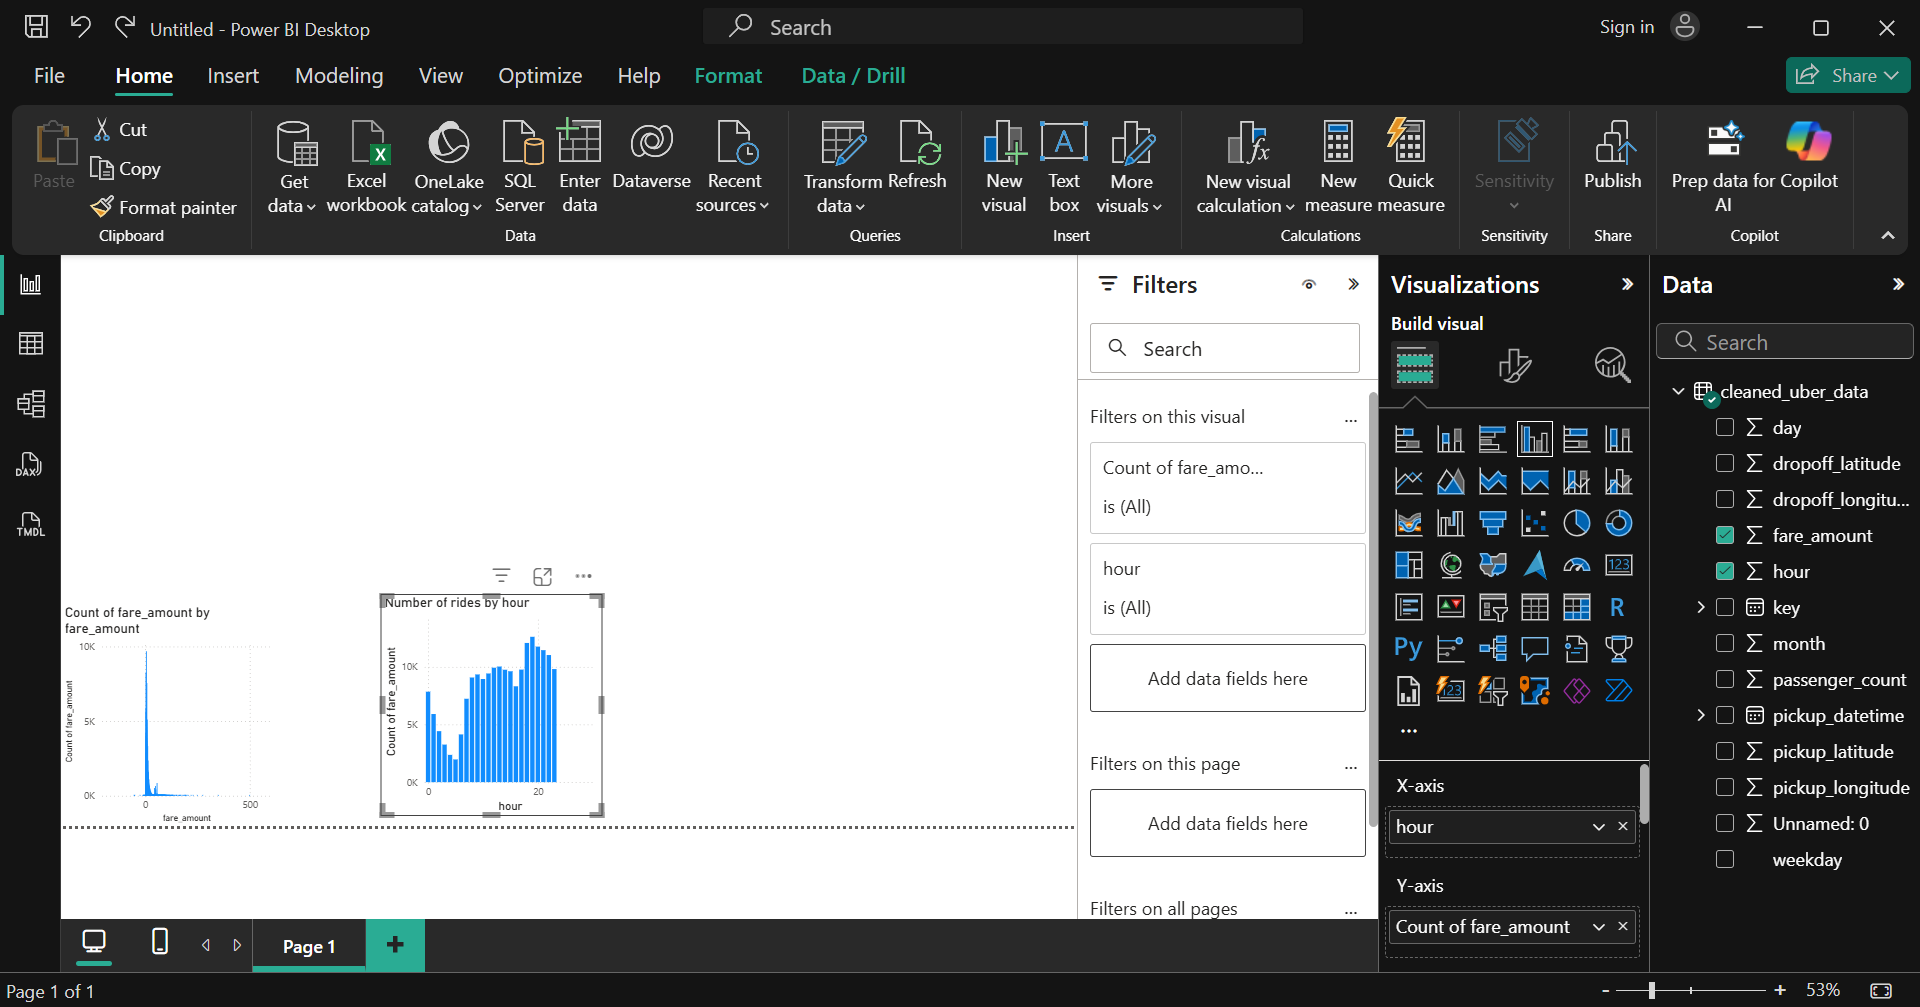 Untitled - Power BI Desktop
Search
Sign in
File Home Insert Modeling View Optimize Help Format Data / Drill
Share
Paste
Cut
Copy
Format painter
Clipboard
Get data
Excel workbook
OneLake catalog
SQL Server
Enter data
Dataverse
Recent sources
Data
Transform data
Refresh
Queries
New visual
Text box
More visuals
Insert
New visual calculation
New measure
Quick measure
Calculations
Sensitivity
Sensitivity
Publish
Share
Prep data for AI
Copilot
Copilot
DAX
TMDL
Count of fare_amount by
fare_amount
Count of fare_amount
10K
5K
0K
0 500
fare_amount
Number of rides by hour
Count of fare_amount
10K
5K
0K
0 20
hour
Filters
Search
Filters on this visual
Count of fare_amo...
is (All)
hour
is (All)
Add data fields here
Filters on this page
Add data fields here
Filters on all pages
Visualizations
Build visual
123
R
Py
123
X-axis
hour
Y-axis
Count of fare_amount
Data
Search
cleaned_uber_data
day
dropoff_latitude
dropoff_longitu...
fare_amount
hour
key
month
passenger_count
pickup_datetime
pickup_latitude
pickup_longitude
Unnamed: 0
weekday
Page 1
Page 1 of 1
53%